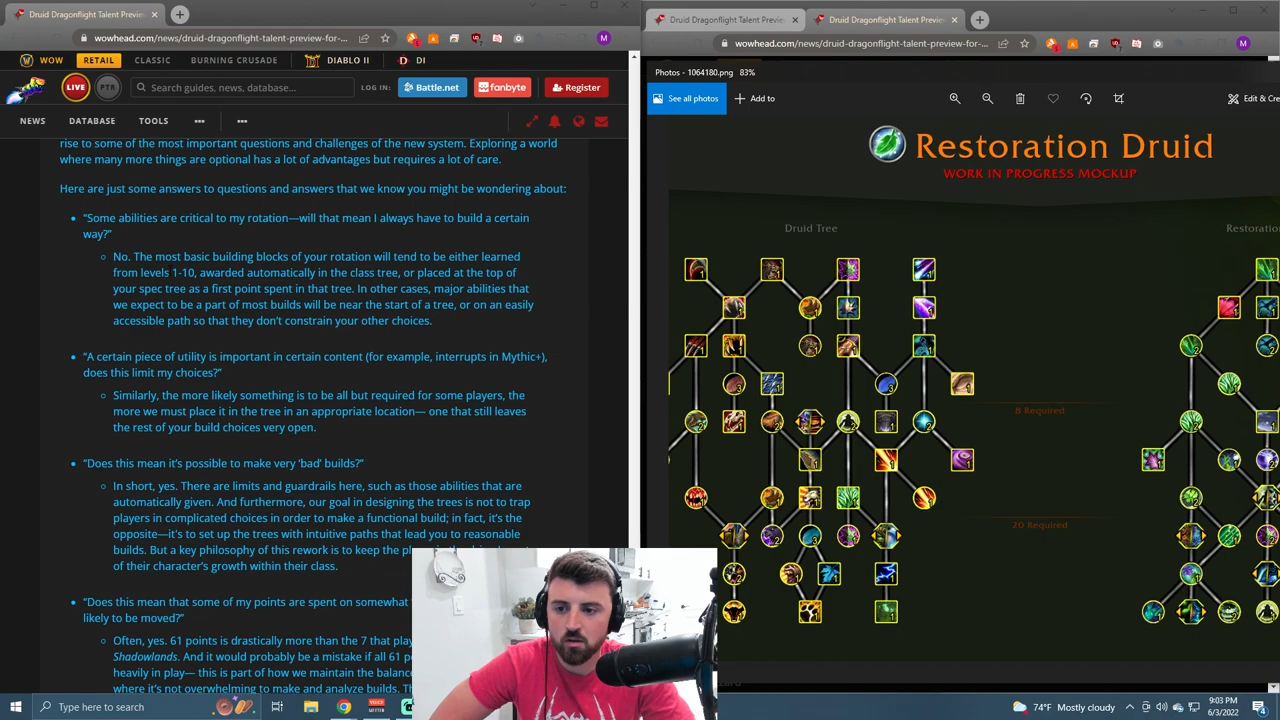 Druid Dragonflight Talent Previe
wowhead.com/news/druid-dragonflight-talent-preview-for-...
M
WOW RETAIL CLASSIC BURNING CRUSADE DIABLO II DI
LIVE PTR Search guides, news, database... LOG IN: Battle.net fanbyte Register
NEWS DATABASE TOOLS
rise to some of the most important questions and challenges of the new system. Exploring a world
where many more things are optional has a lot of advantages but requires a lot of care.
Here are just some answers to questions and answers that we know you might be wondering about:
• “Some abilities are critical to my rotation—will that mean I always have to build a certain
way?”
No. The most basic building blocks of your rotation will tend to be either learned
from levels 1-10, awarded automatically in the class tree, or placed at the top of
your spec tree as a first point spent in that tree. In other cases, major abilities that
we expect to be a part of most builds will be near the start of a tree, or on an easily
accessible path so that they don’t constrain your other choices.
• “A certain piece of utility is important in certain content (for example, interrupts in Mythic+),
does this limit my choices?”
Similarly, the more likely something is to be all but required for some players, the
more we must place it in the tree in an appropriate location— one that still leaves
the rest of your build choices very open.
• “Does this mean it’s possible to make very ‘bad’ builds?”
In short, yes. There are limits and guardrails here, such as those abilities that are
automatically given. And furthermore, our goal in designing the trees is not to trap
players in complicated choices in order to make a functional build; in fact, it’s the
opposite—it’s to set up the trees with intuitive paths that lead you to reasonable
builds. But a key philosophy of this rework is to keep the
of their character’s growth within their class.
• “Does this mean that some of my points are spent on somewhat
likely to be moved?”
Often, yes. 61 points is drastically more than the 7 that
Shadowlands. And it would probably be a mistake if all 61
heavily in play— this is part of how we maintain the balance
where it’s not overwhelming to make and analyze builds.
Druid Dragonflight Talent Previe Druid Dragonflight Talent Previe
wowhead.com/news/druid-dragonflight-talent-preview-for-...
M
Photos - 1064180.png 83%
See all photos Add to Edit & Cre
Restoration Druid
WORK IN PROGRESS MOCKUP
Druid Tree
Restoration
8 Required
20 Required
Type here to search
74°F Mostly cloudy
9:03 PM
6/3/2022
4